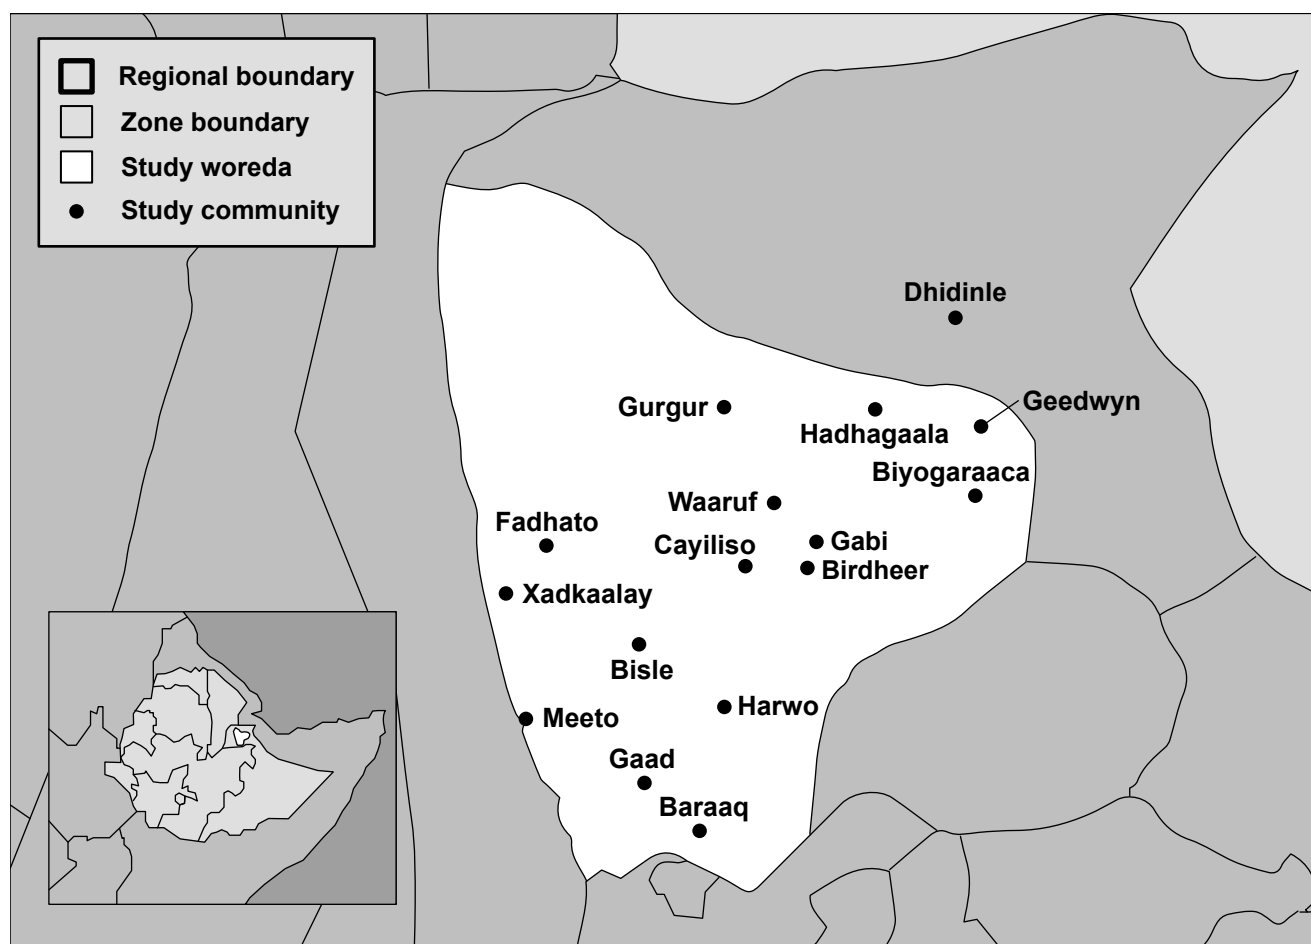 Regional boundary
Zone boundary
Study woreda
Study community
Dhidinle
Gurgur
Hadhagaala
Geedwyn
Biyogaraaca
Waaruf
Fadhato
Cayiliso
Gabi
Birdheer
Xadkaalay
Bisle
Harwo
Meeto
Gaad
Baraaq